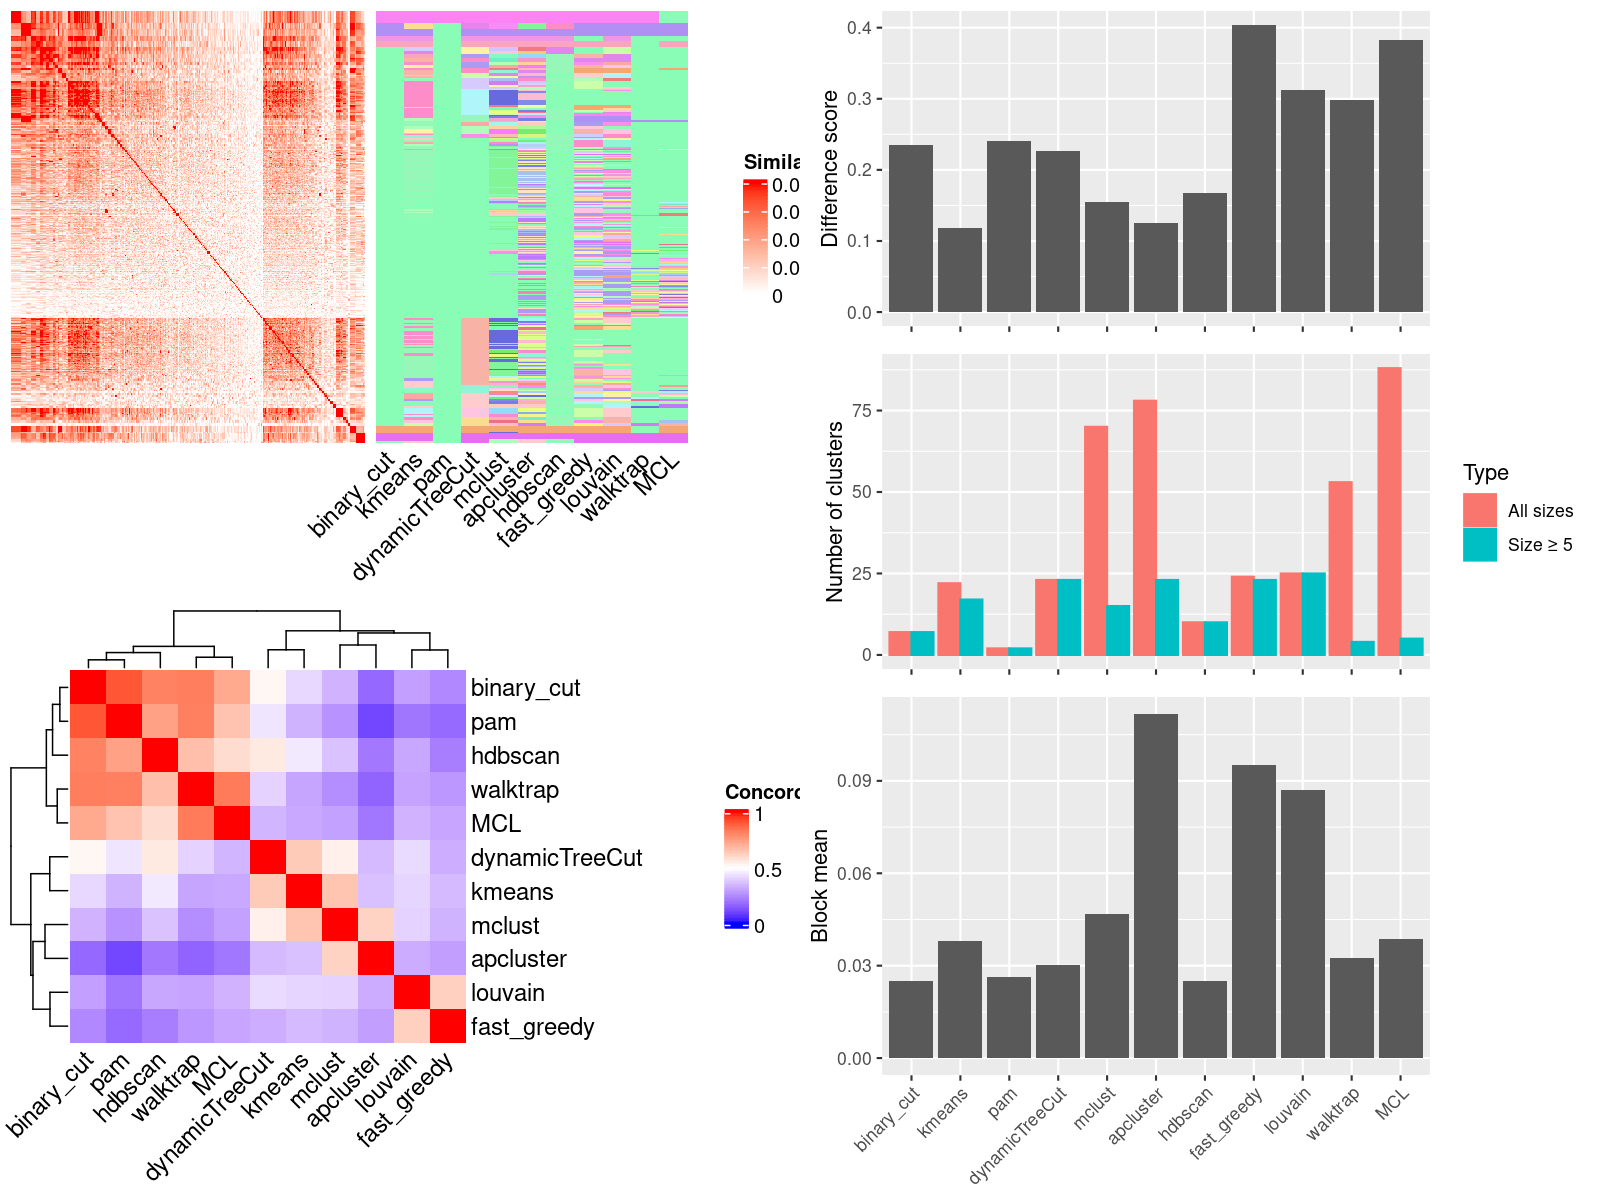 Simila
0.0
0.0
0.0
0.0
0
binary_cut
kmeans
pam
dynamicTreeCut
mclust
apcluster
hdbscan
fast_greedy
louvain
walktrap
MCL
binary_cut
pam
hdbscan
walktrap
MCL
dynamicTreeCut
kmeans
mclust
apcluster
louvain
fast_greedy
binary_cut
pam
hdbscan
walktrap
MCL
dynamicTreeCut
kmeans
mclust
apcluster
louvain
fast_greedy
Concord
1
0.5
0
Difference score
0.4
0.3
0.2
0.1
0.0
Number of clusters
75
50
25
0
Type
All sizes
Size ≥ 5
Block mean
0.09
0.06
0.03
0.00
binary_cut
kmeans
pam
dynamicTreeCut
mclust
apcluster
hdbscan
fast_greedy
louvain
walktrap
MCL